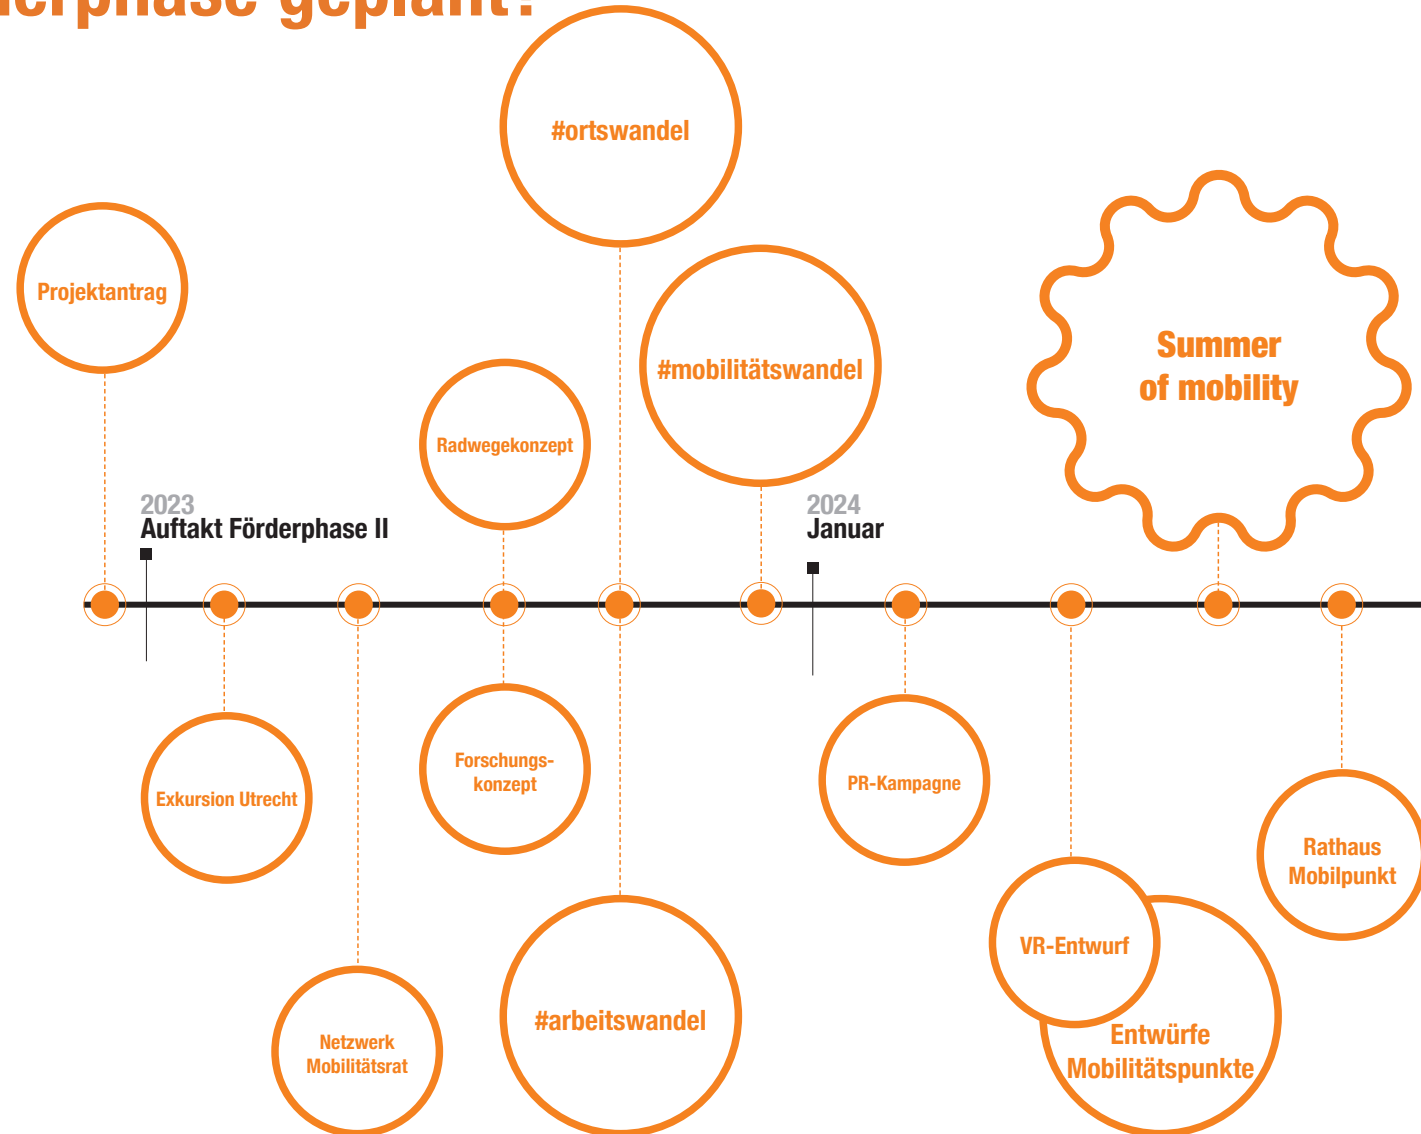 geplant?
#ortswandel
Projektantrag
#mobilitätswandel
Summer
of mobility
Radwegekonzept
2023
Auftakt Förderphase II
2024
Januar
Exkursion Utrecht
Forschungs-
konzept
PR-Kampagne
Rathaus
Mobilpunkt
VR-Entwurf
#arbeitswandel
Netzwerk
Mobilitätsrat
Entwürfe
Mobilitätspunkte